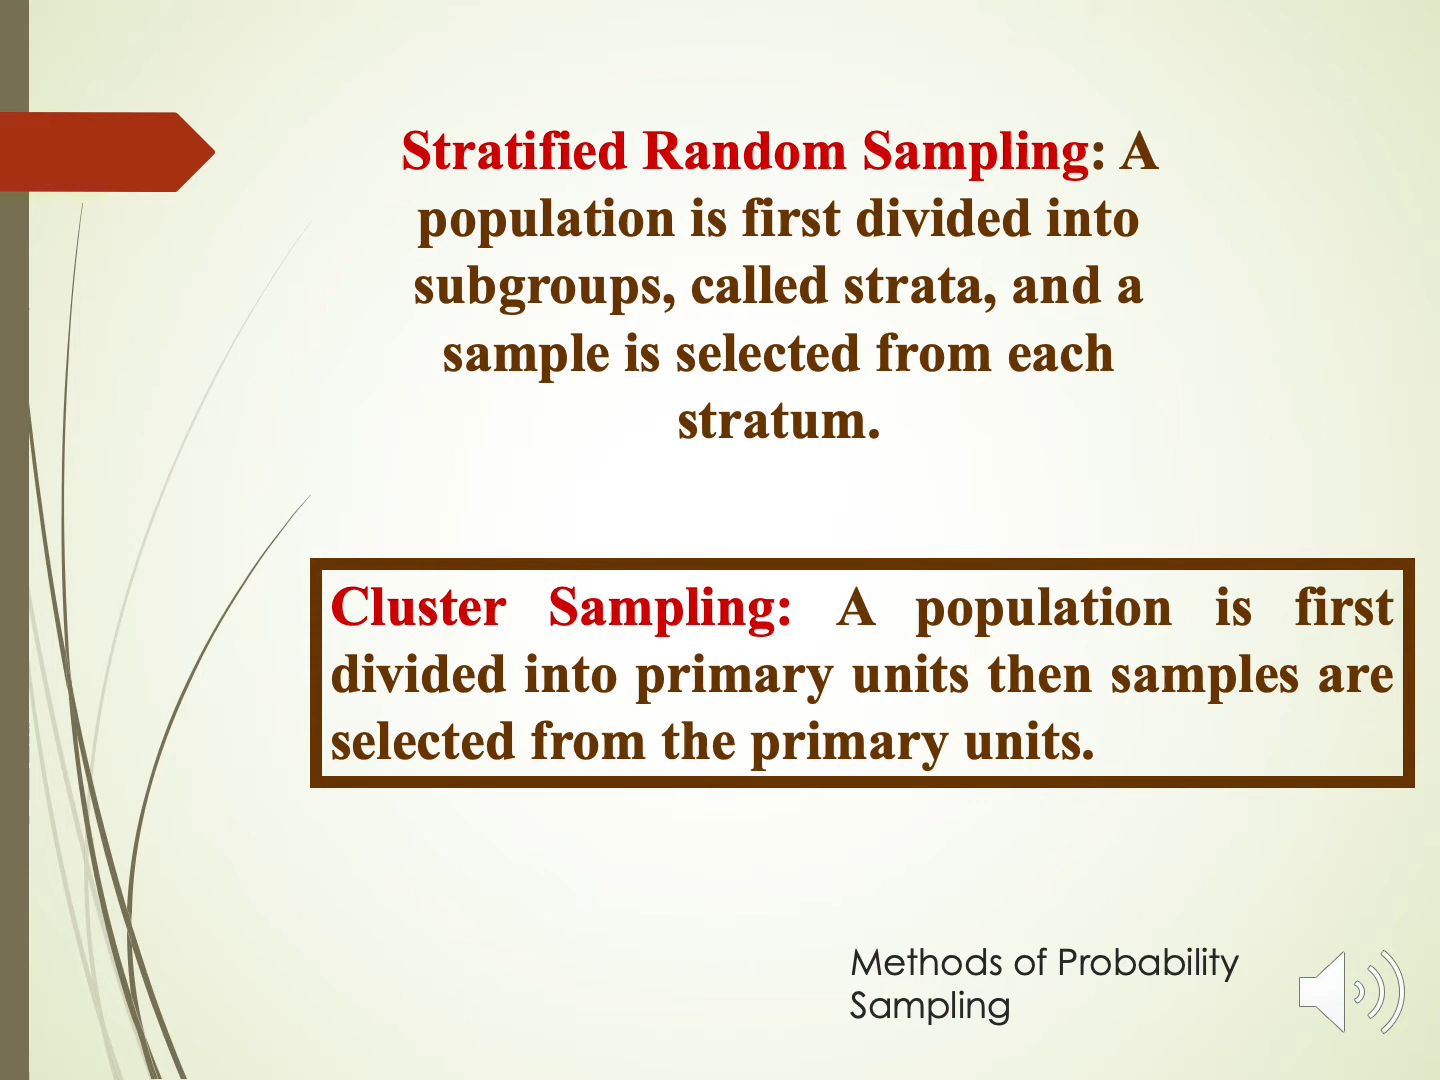 Stratified Random Sampling: A
population is first divided into
subgroups, called strata, and a
sample is selected from each
stratum.
Cluster Sampling: A population is first
divided into primary units then samples are
selected from the primary units.
Methods of Probability
Sampling